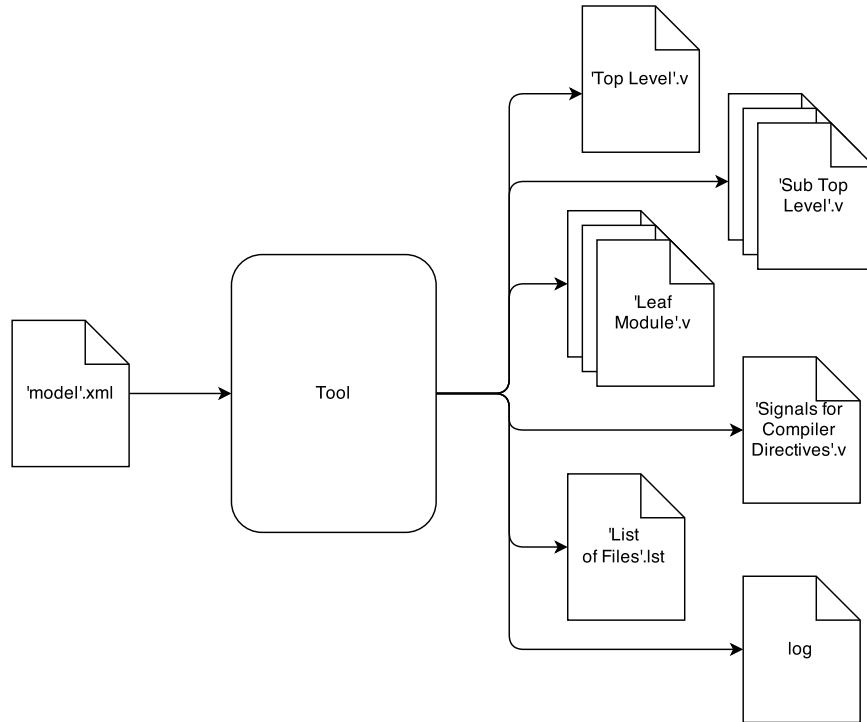 'Top Level'.v
'Sub Top
Level'.v
'Leaf
Module'.v
'model'.xml
Tool
'Signals for
Compiler
Directives'.v
'List
of Files'.lst
log